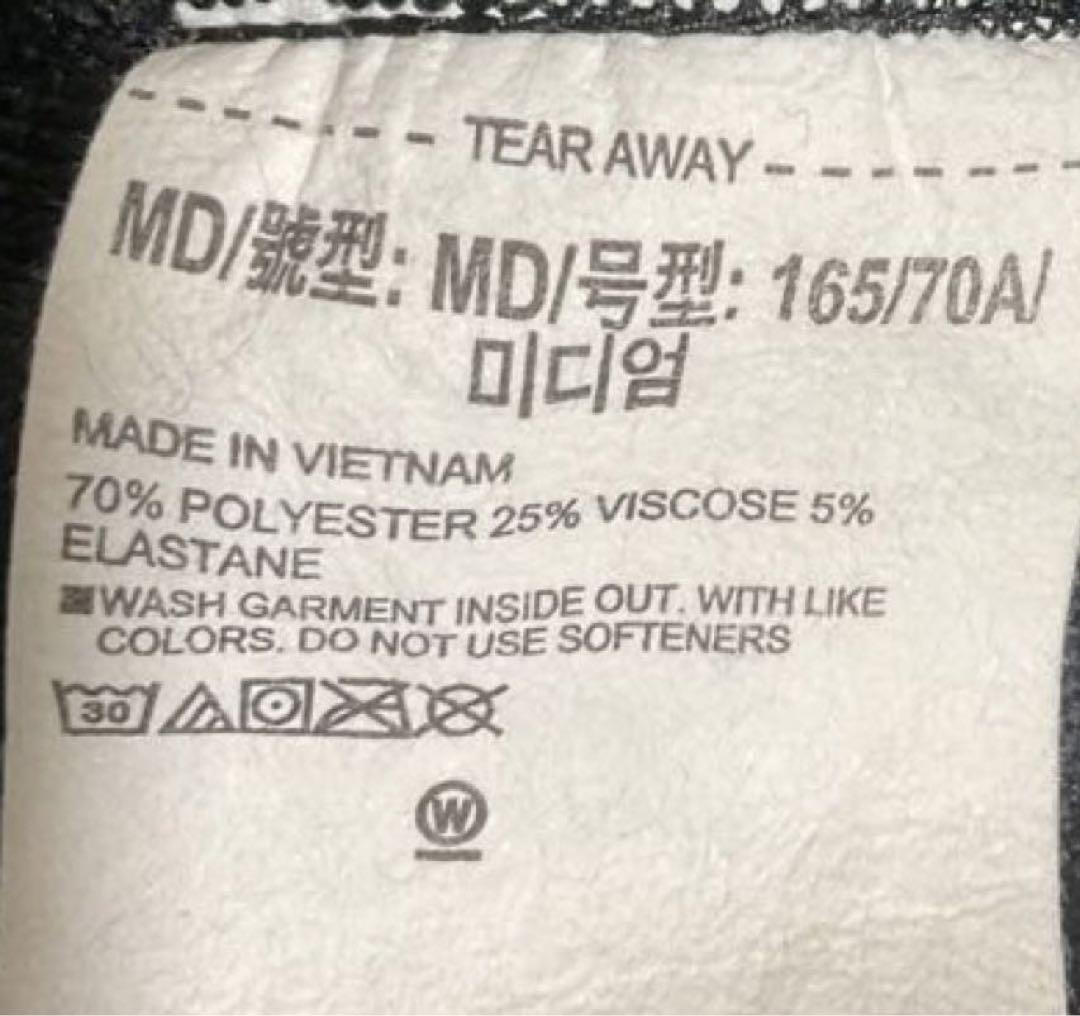 TEAR AWAY
MD/號型: MD/号型: 165/70A/
미디엄
MADE IN VIETNAM
70% POLYESTER 25% VISCOSE 5%
ELASTANE
WASH GARMENT INSIDE OUT. WITH LIKE
COLORS. DO NOT USE SOFTENERS
30
W